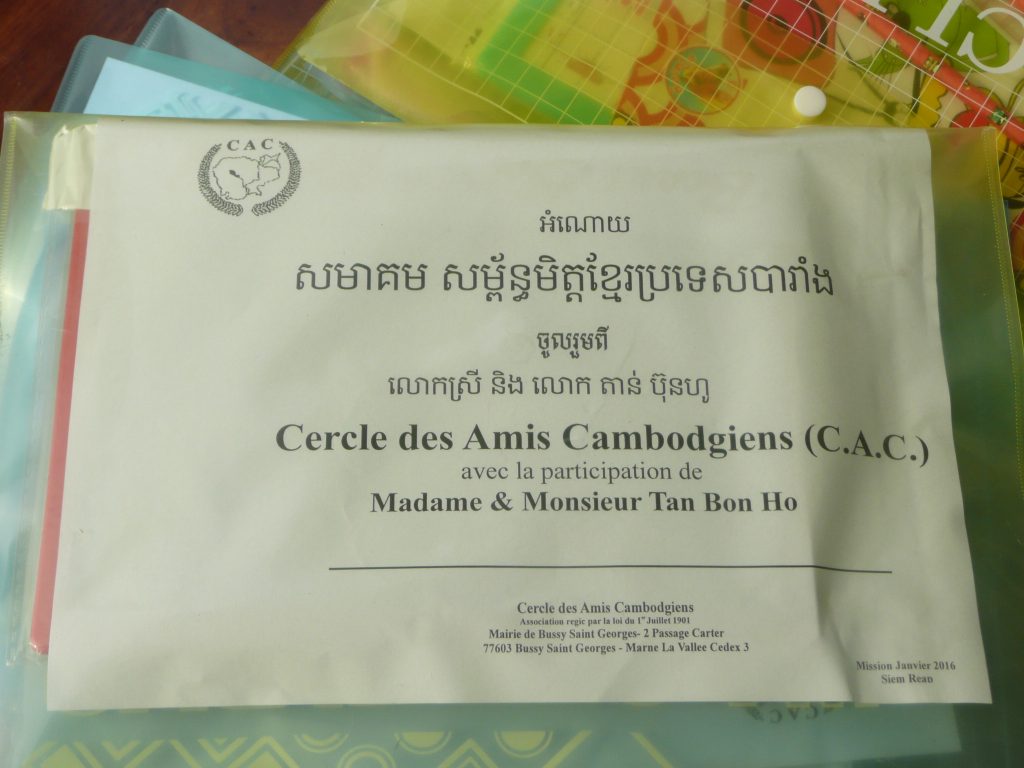 CAC
អំណោយ
សមាគម សម្ព័ន្ធមិត្តខ្មែរប្រទេសបារាំង
ចូលរួមពី
លោកស្រី និង លោក តាន់ ប៊ុនហូ
Cercle des Amis Cambodgiens (C.A.C.)
avec la participation de
Madame & Monsieur Tan Bon Ho
Cercle des Amis Cambodgiens
Association regie par la loi du 1er Juillet 1901
Mairie de Bussy Saint Georges- 2 Passage Carter
77603 Bussy Saint Georges - Marne La Vallee Cedex 3
Mission Janvier 2016
Siem Reap
CAC